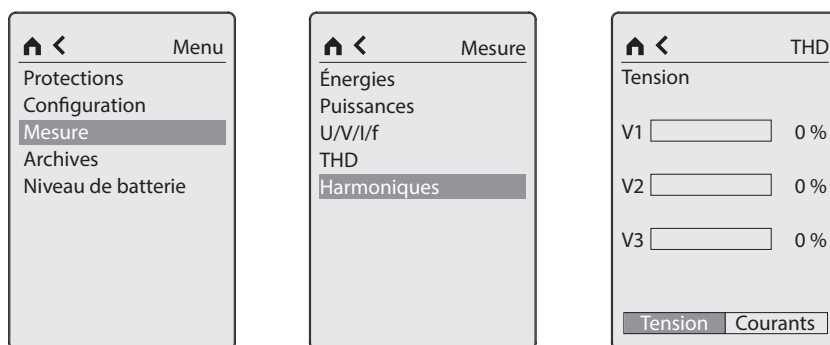 Menu
Protections
Configuration
Mesure
Archives
Niveau de batterie
Mesure
Énergies
Puissances
U/V/I/f
THD
Harmoniques
THD
Tension
V1 0 %
V2 0 %
V3 0 %
Tension Courants